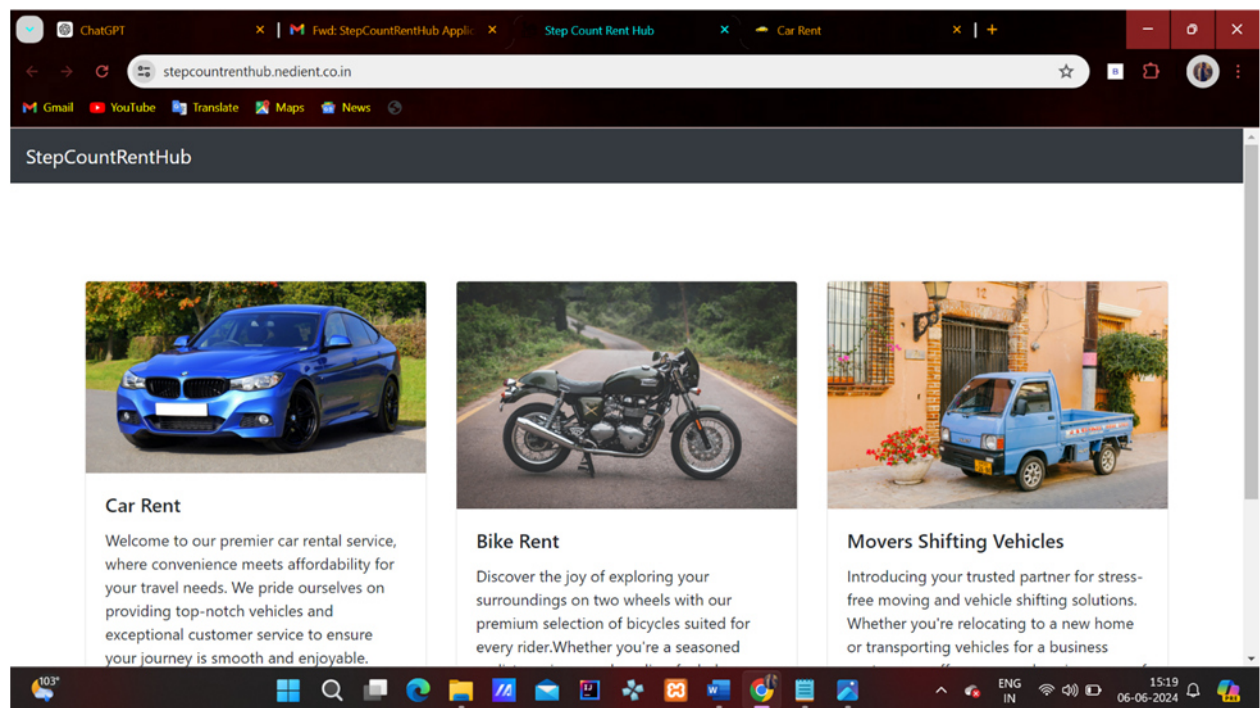 ChatGPT
Fwd: StepCountRentHub Applic
Step Count Rent Hub
Car Rent
stepcountrenthub.nedient.co.in
Gmail
YouTube
Translate
Maps
News
StepCountRentHub
Car Rent
Welcome to our premier car rental service,
where convenience meets affordability for
your travel needs. We pride ourselves on
providing top-notch vehicles and
exceptional customer service to ensure
your journey is smooth and enjoyable.
Bike Rent
Discover the joy of exploring your
surroundings on two wheels with our
premium selection of bicycles suited for
every rider.Whether you're a seasoned
12
Movers Shifting Vehicles
Introducing your trusted partner for stress-
free moving and vehicle shifting solutions.
Whether you're relocating to a new home
or transporting vehicles for a business
103°
ENG
IN
15:19
06-06-2024
PRE